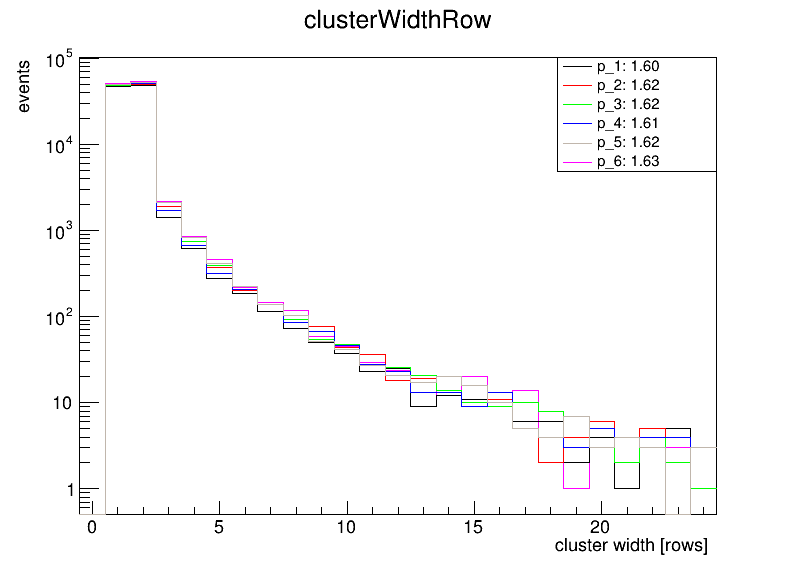 clusterWidthRow
events
10^5
10^4
10^3
10^2
10
1
p_1: 1.60
p_2: 1.62
p_3: 1.62
p_4: 1.61
p_5: 1.62
p_6: 1.63
0 5 10 15 20
cluster width [rows]